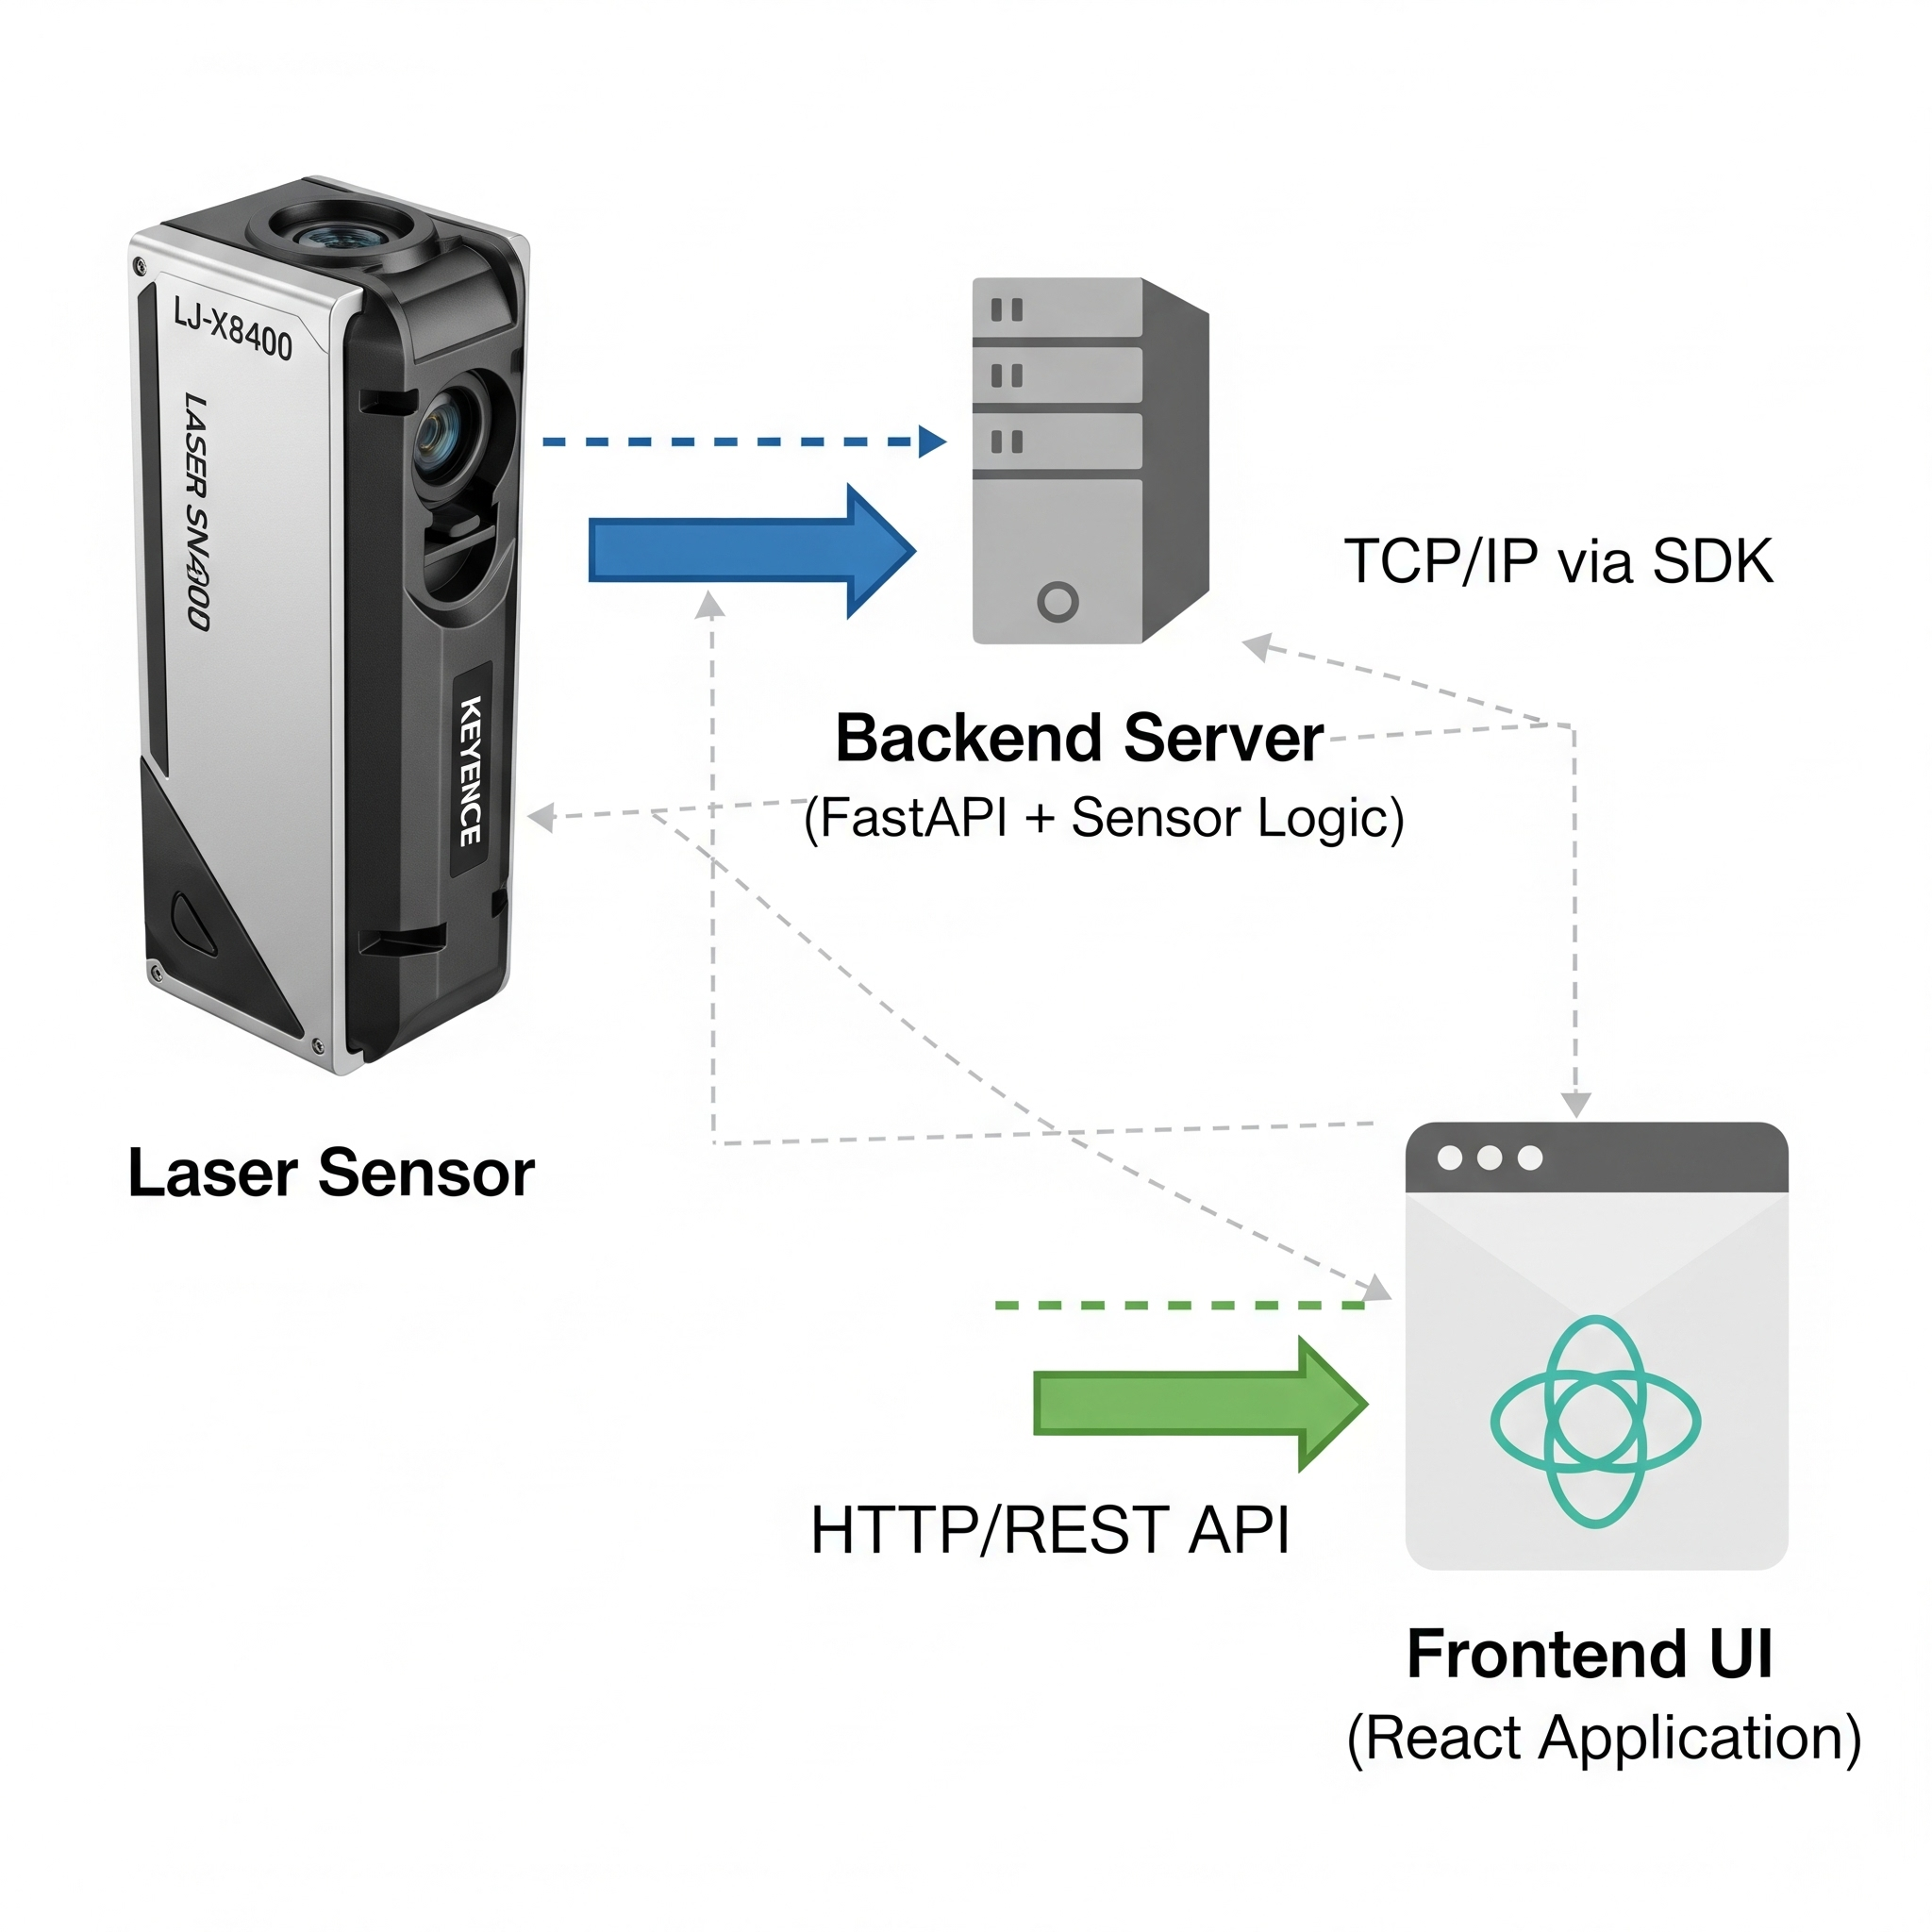 LJ-X8400
LASER SN4000
KEYENCE
TCP/IP via SDK
Backend Server
(FastAPI + Sensor Logic)
Laser Sensor
HTTP/REST API
Frontend UI
(React Application)